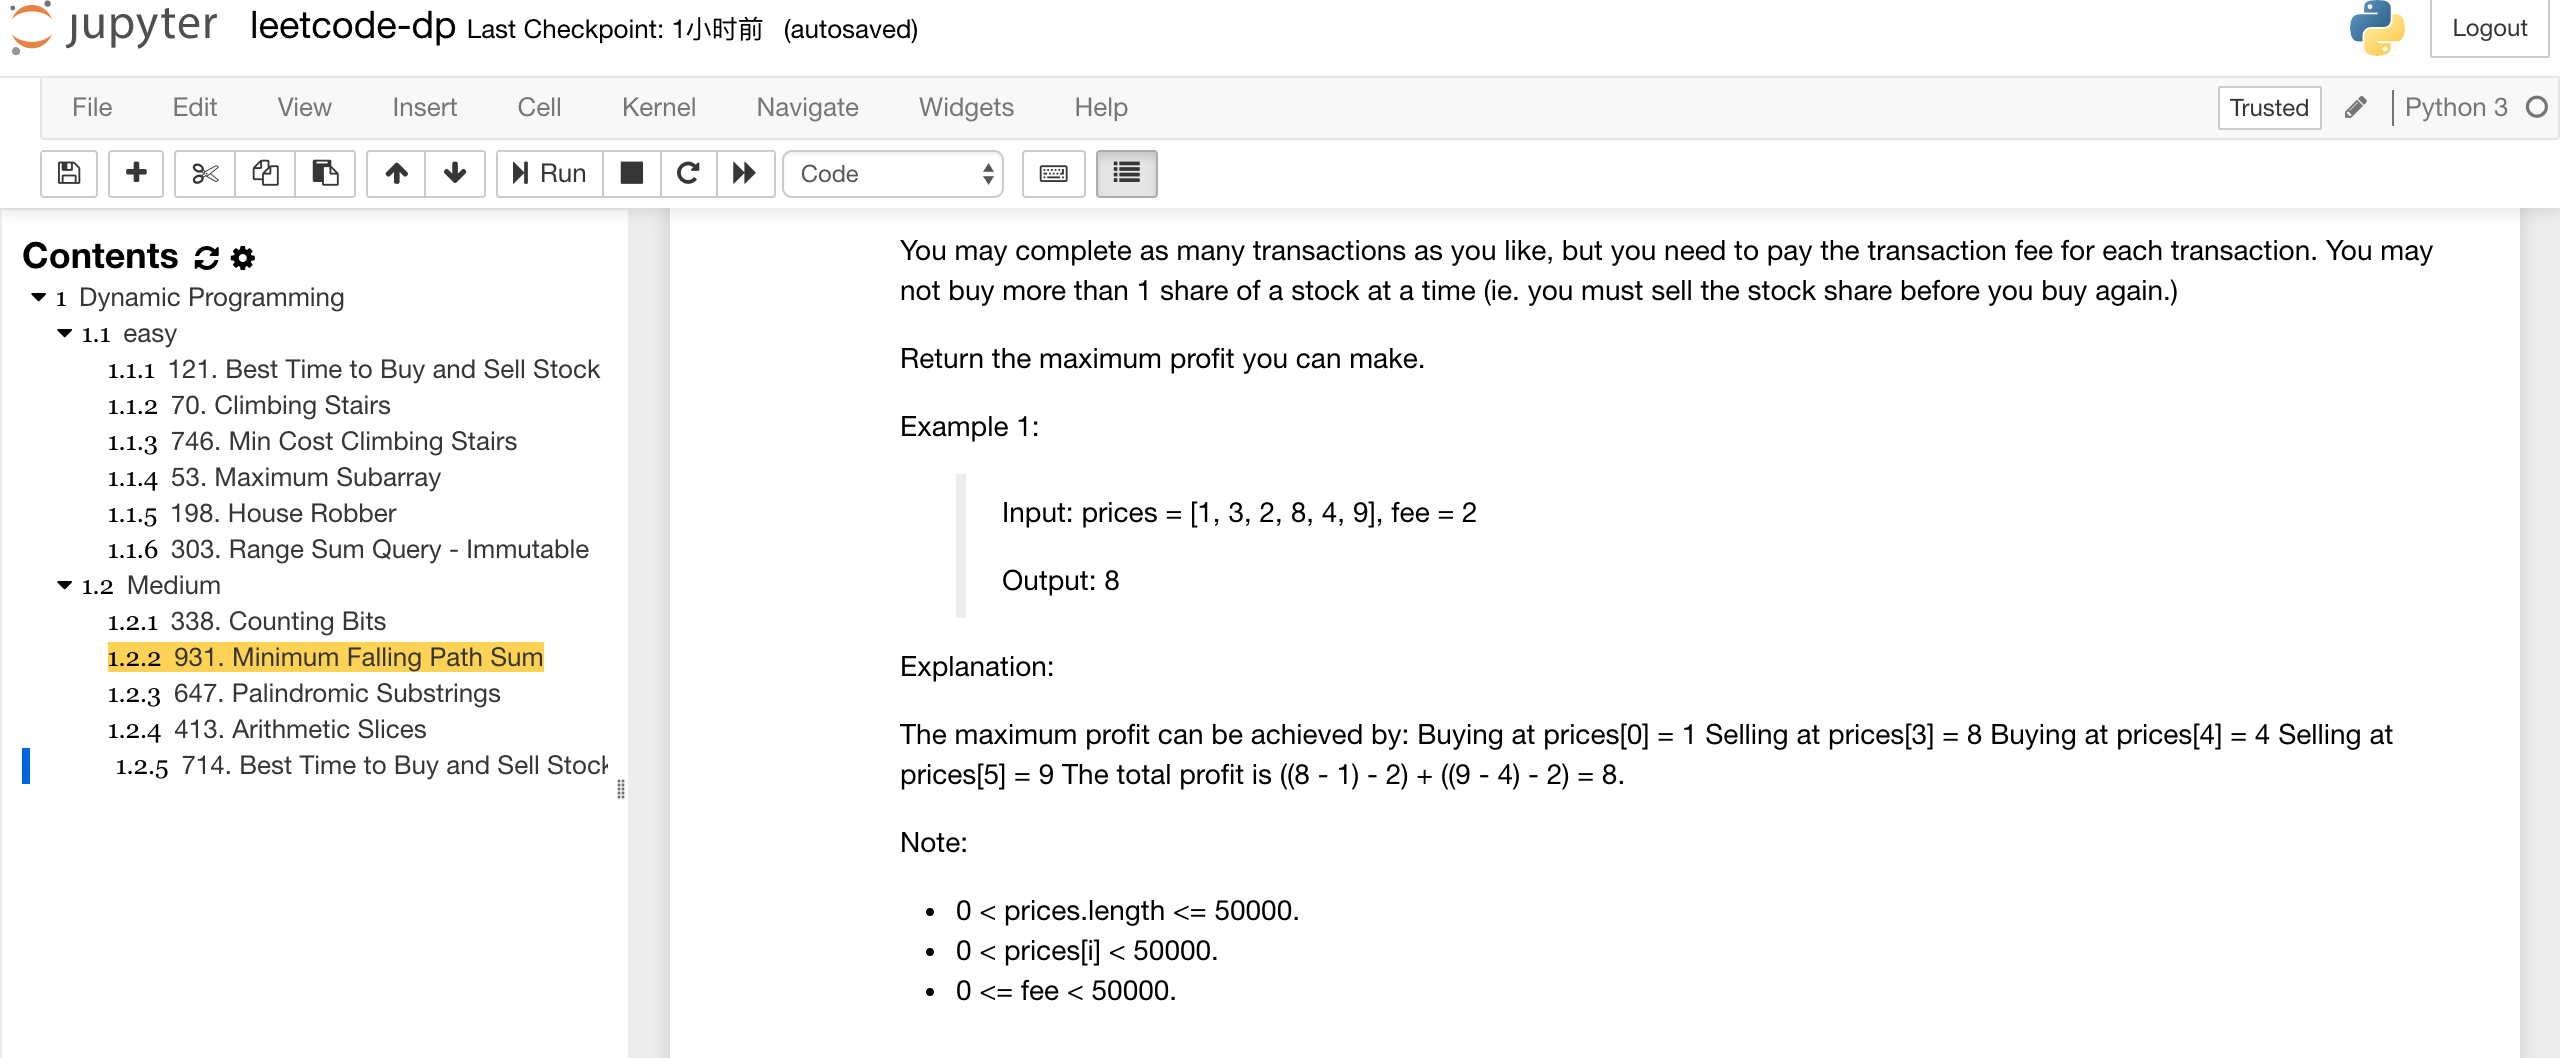 jupyter leetcode-dp Last Checkpoint: 1小时前 (autosaved) Logout
File Edit View Insert Cell Kernel Navigate Widgets Help Trusted Python 3
Run Code
Contents
1 Dynamic Programming
1.1 easy
1.1.1 121. Best Time to Buy and Sell Stock
1.1.2 70. Climbing Stairs
1.1.3 746. Min Cost Climbing Stairs
1.1.4 53. Maximum Subarray
1.1.5 198. House Robber
1.1.6 303. Range Sum Query - Immutable
1.2 Medium
1.2.1 338. Counting Bits
1.2.2 931. Minimum Falling Path Sum
1.2.3 647. Palindromic Substrings
1.2.4 413. Arithmetic Slices
1.2.5 714. Best Time to Buy and Sell Stock
You may complete as many transactions as you like, but you need to pay the transaction fee for each transaction. You may
not buy more than 1 share of a stock at a time (ie. you must sell the stock share before you buy again.)
Return the maximum profit you can make.
Example 1:
Input: prices = [1, 3, 2, 8, 4, 9], fee = 2
Output: 8
Explanation:
The maximum profit can be achieved by: Buying at prices[0] = 1 Selling at prices[3] = 8 Buying at prices[4] = 4 Selling at
prices[5] = 9 The total profit is ((8 - 1) - 2) + ((9 - 4) - 2) = 8.
Note:
• 0 < prices.length <= 50000.
• 0 < prices[i] < 50000.
• 0 <= fee < 50000.